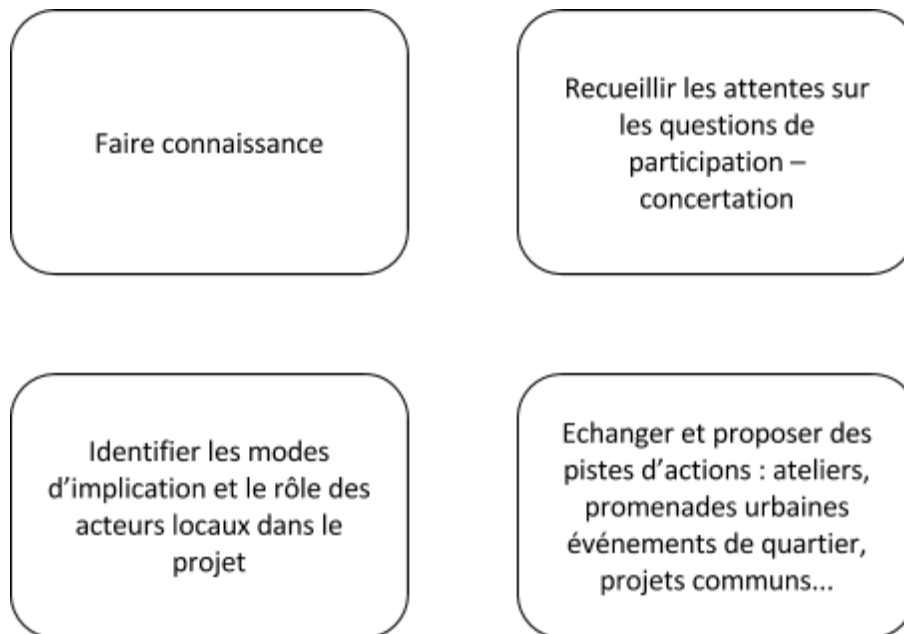 Faire connaissance
Recueillir les attentes sur
les questions de
participation –
concertation
Identifier les modes
d’implication et le rôle des
acteurs locaux dans le
projet
Echanger et proposer des
pistes d’actions : ateliers,
promenades urbaines
événements de quartier,
projets communs...